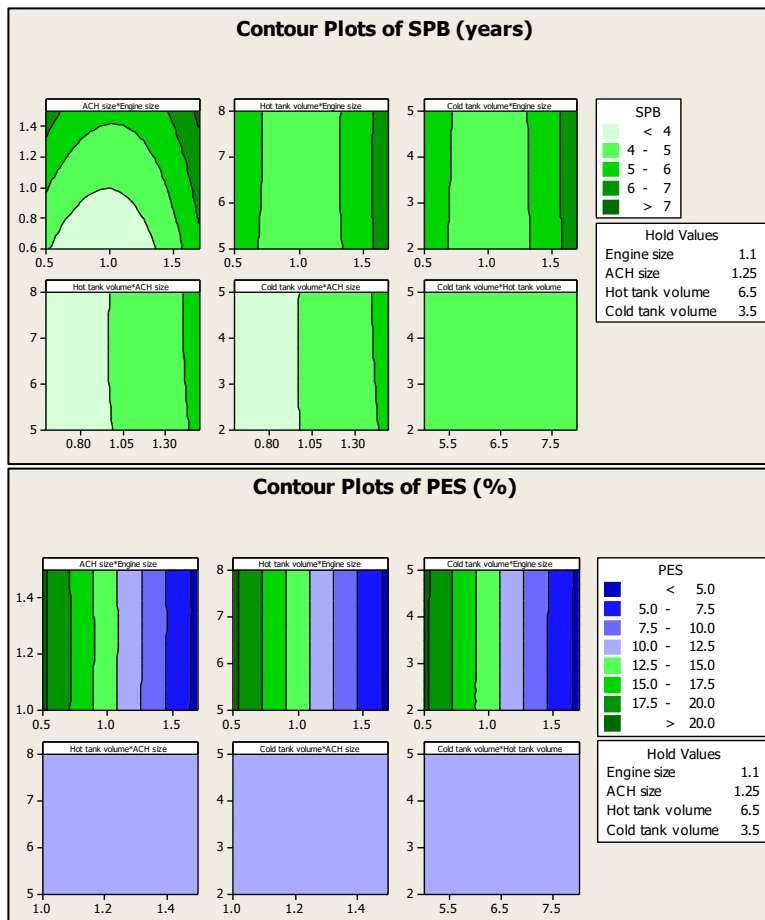 Contour Plots of SPB (years)
ACH size*Engine size
Hot tank volume*Engine size
Cold tank volume*Engine size
1.4
1.2
1.0
0.8
0.6
0.5 1.0 1.5
8
7
6
5
0.5 1.0 1.5
5
4
3
2
0.5 1.0 1.5
SPB
< 4
4 - 5
5 - 6
6 - 7
> 7
Hold Values
Engine size 1.1
ACH size 1.25
Hot tank volume 6.5
Cold tank volume 3.5
Hot tank volume*ACH size
Cold tank volume*ACH size
Cold tank volume*Hot tank volume
8
7
6
5
0.80 1.05 1.30
5
4
3
2
0.80 1.05 1.30
5
4
3
2
5.5 6.5 7.5
Contour Plots of PES (%)
ACH size*Engine size
Hot tank volume*Engine size
Cold tank volume*Engine size
1.4
1.2
1.0
0.5 1.0 1.5
8
7
6
5
0.5 1.0 1.5
5
4
3
2
0.5 1.0 1.5
PES
< 5.0
5.0 - 7.5
7.5 - 10.0
10.0 - 12.5
12.5 - 15.0
15.0 - 17.5
17.5 - 20.0
> 20.0
Hold Values
Engine size 1.1
ACH size 1.25
Hot tank volume 6.5
Cold tank volume 3.5
Hot tank volume*ACH size
Cold tank volume*ACH size
Cold tank volume*Hot tank volume
8
7
6
5
1.0 1.2 1.4
5
4
3
2
1.0 1.2 1.4
5
4
3
2
5.5 6.5 7.5